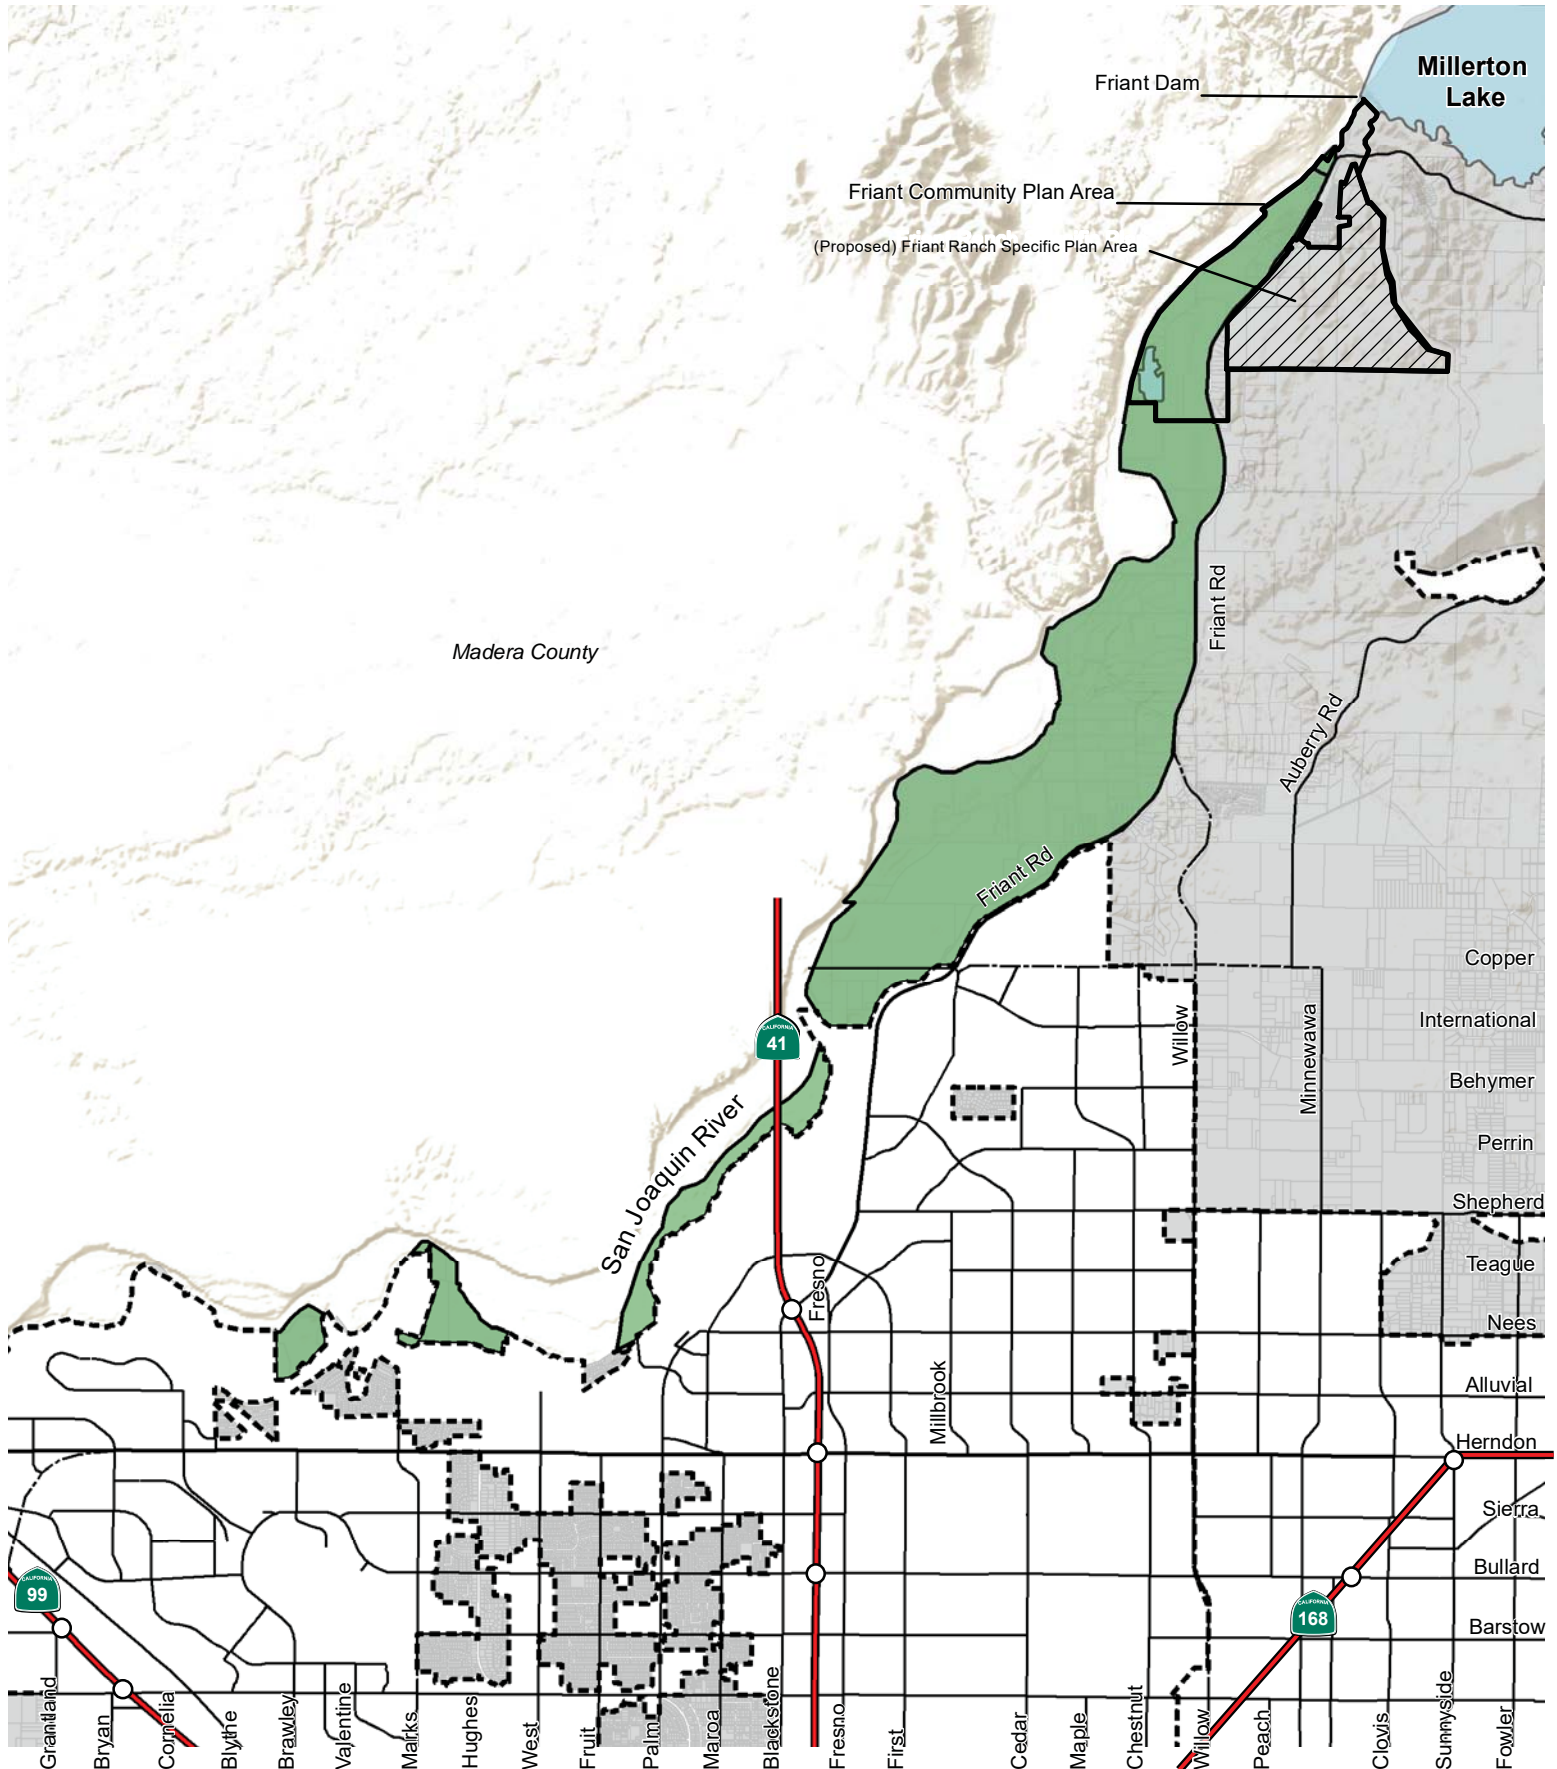 Millerton
Lake
Friant Dam
Friant Community Plan Area
(Proposed) Friant Ranch Specific Plan Area
Friant Rd
Madera County
Auberry Rd
Friant Rd
Copper
International
CALIFORNIA
41
Willow
Minnewawa
Behymer
San Joaquin River
Perrin
Shepherd
Teague
Fresno
Nees
Millbrook
Alluvial
Herndon
Sierra
Bullard
CALIFORNIA
99
CALIFORNIA
168
Barstow
Grantland
Bryan
Cornelia
Blythe
Brawley
Valentine
Marks
Hughes
West
Fruit
Palm
Maroa
Blackstone
Fresno
First
Cedar
Maple
Chestnut
Willow
Peach
Clovis
Sunnyside
Fowler